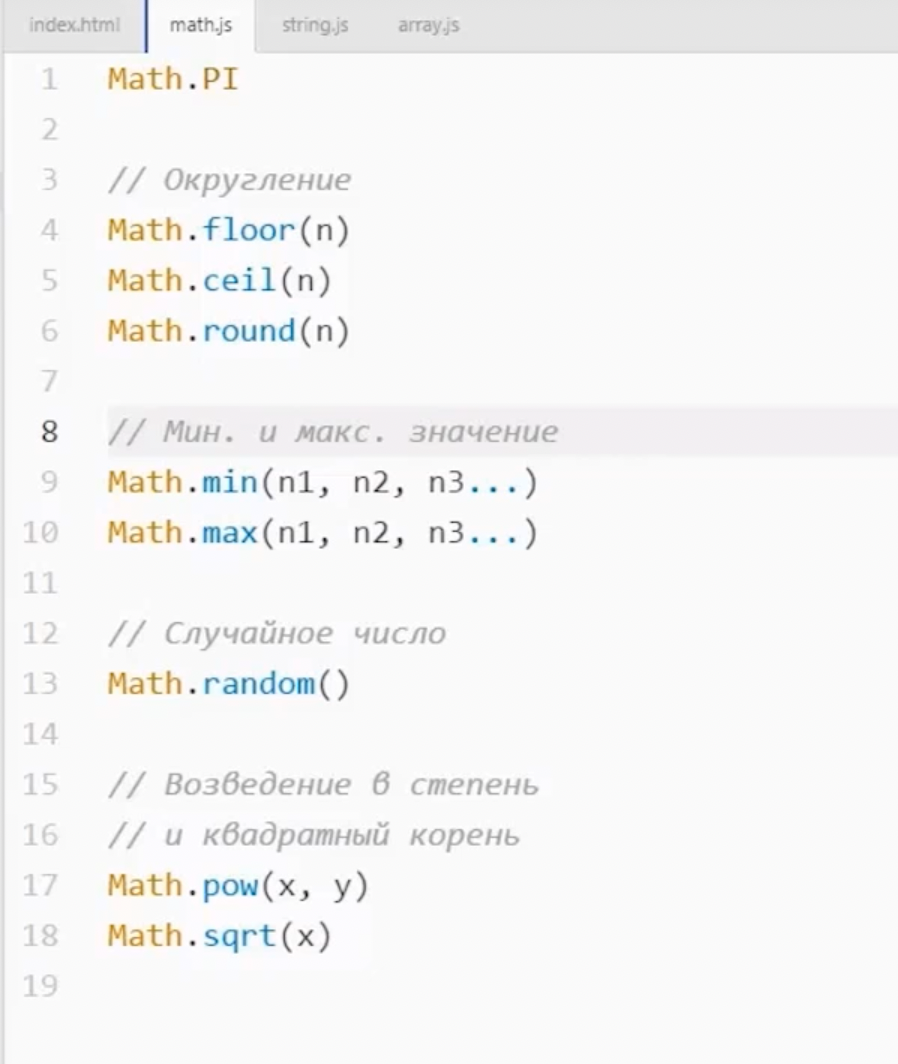 index.html math.js string.js array.js
1 Math.PI
2
3 // Округление
4 Math.floor(n)
5 Math.ceil(n)
6 Math.round(n)
7
8 // Мин. и макс. значение
9 Math.min(n1, n2, n3...)
10 Math.max(n1, n2, n3...)
11
12 // Случайное число
13 Math.random()
14
15 // Возведение в степень
16 // и квадратный корень
17 Math.pow(x, y)
18 Math.sqrt(x)
19